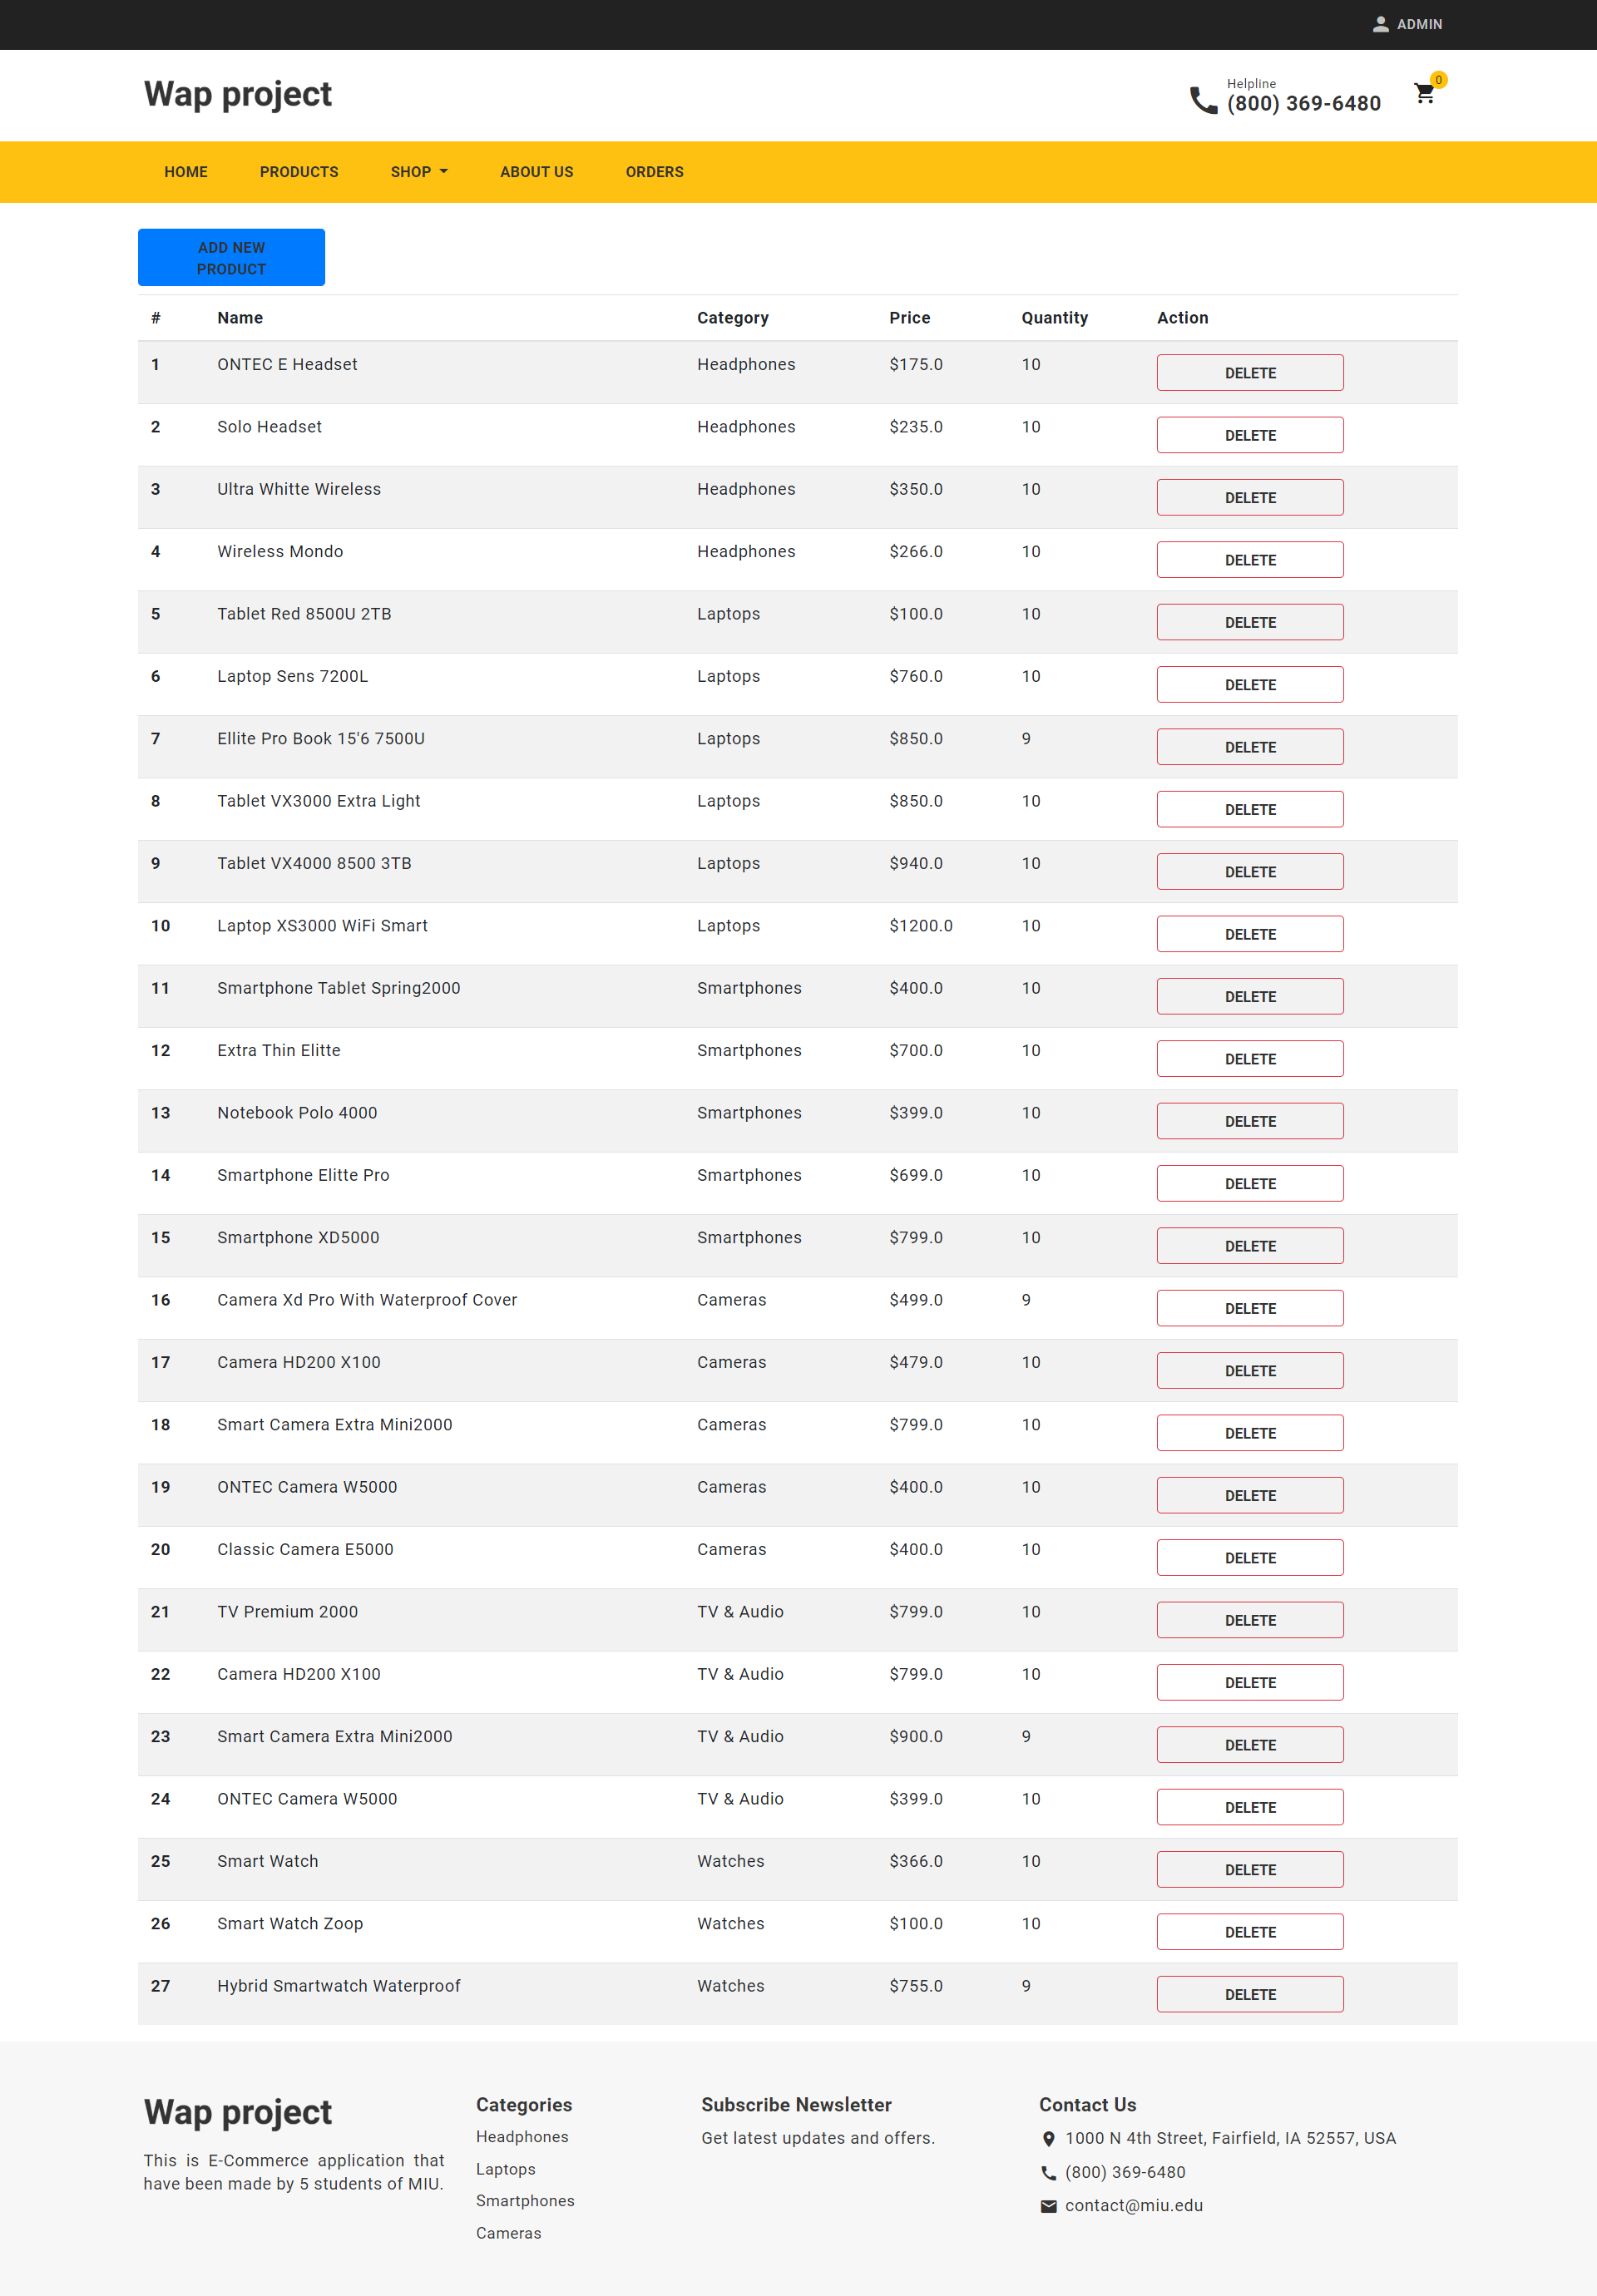 ADMIN
Wap project
Helpline
(800) 369-6480
0
HOME PRODUCTS SHOP ABOUT US ORDERS
ADD NEW
PRODUCT
# Name Category Price Quantity Action
1 ONTEC E Headset Headphones $175.0 10 DELETE
2 Solo Headset Headphones $235.0 10 DELETE
3 Ultra Whitte Wireless Headphones $350.0 10 DELETE
4 Wireless Mondo Headphones $266.0 10 DELETE
5 Tablet Red 8500U 2TB Laptops $100.0 10 DELETE
6 Laptop Sens 7200L Laptops $760.0 10 DELETE
7 Ellite Pro Book 15'6 7500U Laptops $850.0 9 DELETE
8 Tablet VX3000 Extra Light Laptops $850.0 10 DELETE
9 Tablet VX4000 8500 3TB Laptops $940.0 10 DELETE
10 Laptop XS3000 WiFi Smart Laptops $1200.0 10 DELETE
11 Smartphone Tablet Spring2000 Smartphones $400.0 10 DELETE
12 Extra Thin Elitte Smartphones $700.0 10 DELETE
13 Notebook Polo 4000 Smartphones $399.0 10 DELETE
14 Smartphone Elitte Pro Smartphones $699.0 10 DELETE
15 Smartphone XD5000 Smartphones $799.0 10 DELETE
16 Camera Xd Pro With Waterproof Cover Cameras $499.0 9 DELETE
17 Camera HD200 X100 Cameras $479.0 10 DELETE
18 Smart Camera Extra Mini2000 Cameras $799.0 10 DELETE
19 ONTEC Camera W5000 Cameras $400.0 10 DELETE
20 Classic Camera E5000 Cameras $400.0 10 DELETE
21 TV Premium 2000 TV & Audio $799.0 10 DELETE
22 Camera HD200 X100 TV & Audio $799.0 10 DELETE
23 Smart Camera Extra Mini2000 TV & Audio $900.0 9 DELETE
24 ONTEC Camera W5000 TV & Audio $399.0 10 DELETE
25 Smart Watch Watches $366.0 10 DELETE
26 Smart Watch Zoop Watches $100.0 10 DELETE
27 Hybrid Smartwatch Waterproof Watches $755.0 9 DELETE
Wap project
This is E-Commerce application that
have been made by 5 students of MIU.
Categories
Headphones
Laptops
Smartphones
Cameras
Subscribe Newsletter
Get latest updates and offers.
Contact Us
1000 N 4th Street, Fairfield, IA 52557, USA
(800) 369-6480
contact@miu.edu